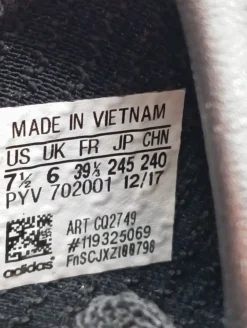 MADE IN VIETNAM
US UK FR JP CHN
7½ 6 39⅓ 245 240
PYV 702001 12/17
ART CQ2749
#119325069
FnSCJXZI88798
adidas